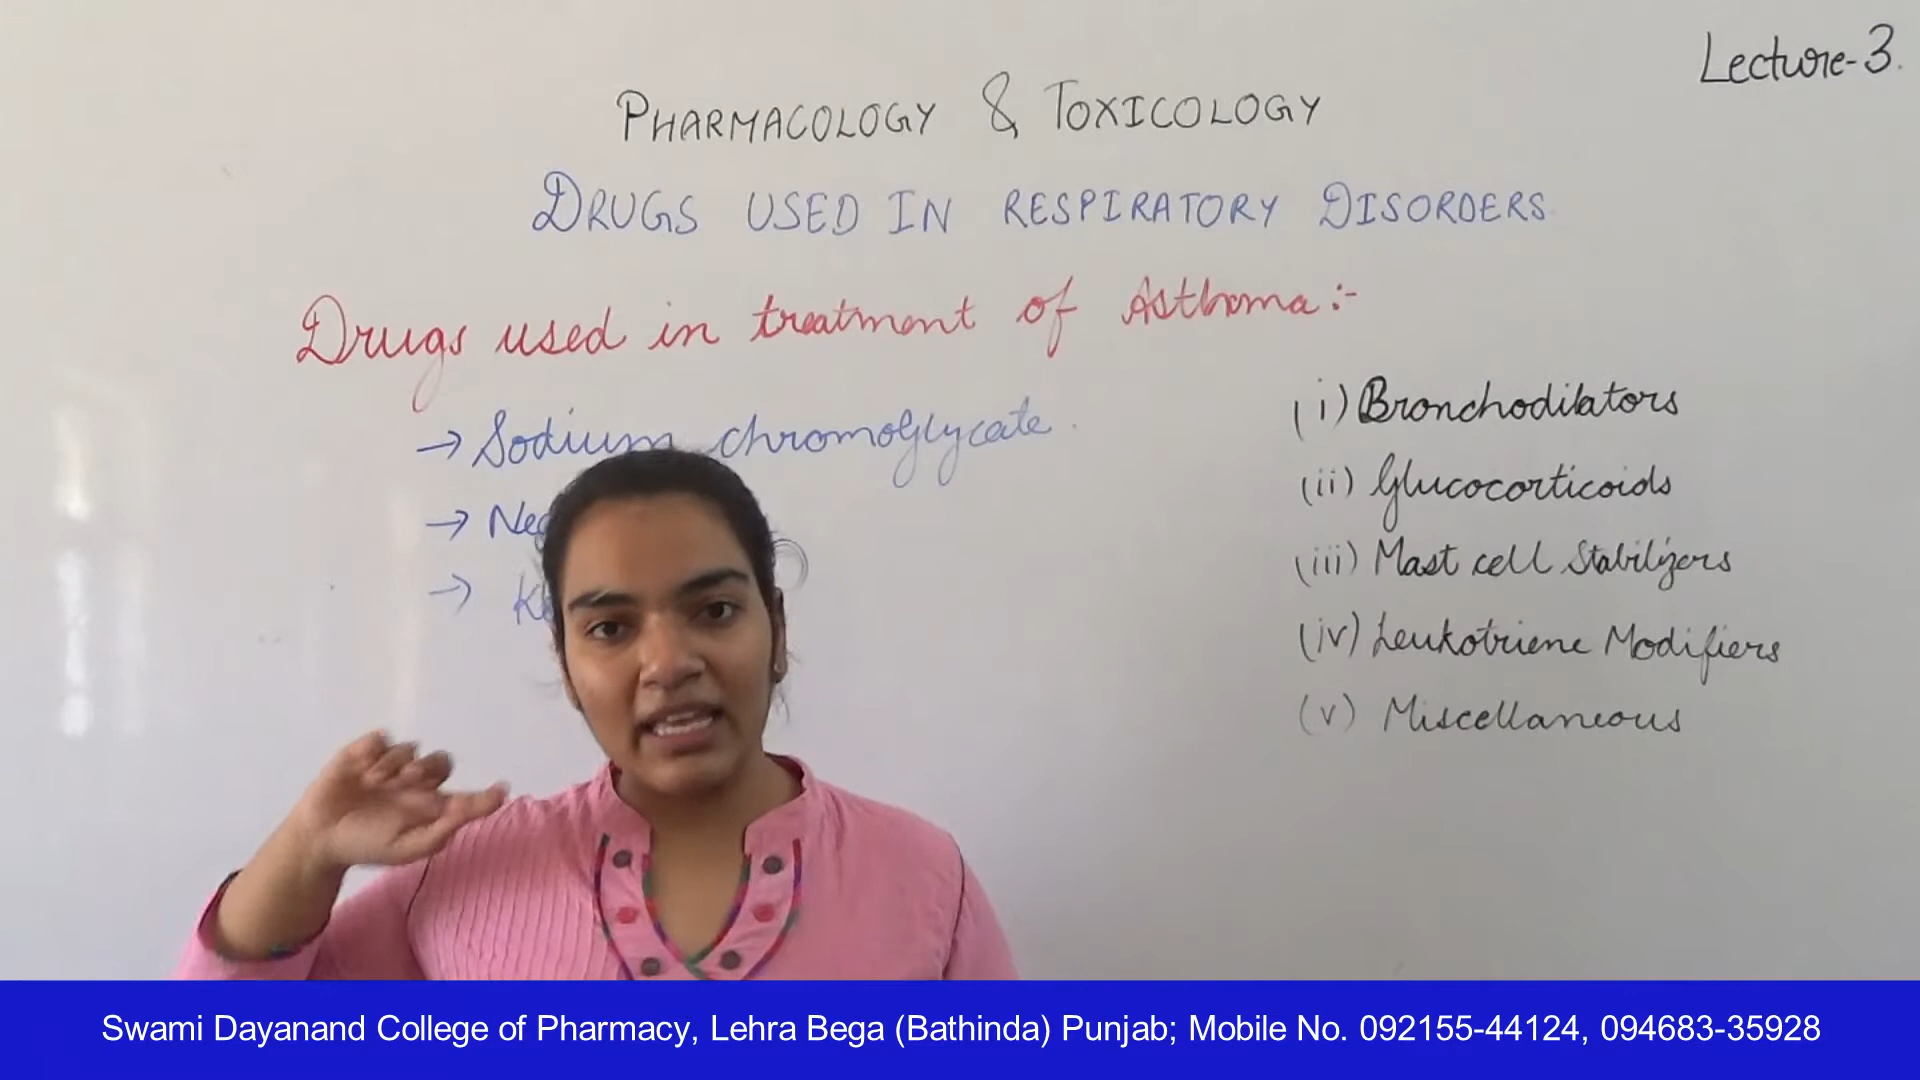 Lecture-3.
PHARMACOLOGY & TOXICOLOGY
DRUGS USED IN RESPIRATORY DISORDERS
Drugs used in treatment of Asthma :-
→ Sodium chromoglycate.
→
→
(i) Bronchodilators
(ii) Glucocorticoids
(iii) Mast cell Stabilizers
(iv) Leukotriene Modifiers
(v) Miscellaneous
Swami Dayanand College of Pharmacy, Lehra Bega (Bathinda) Punjab; Mobile No. 092155-44124, 094683-35928